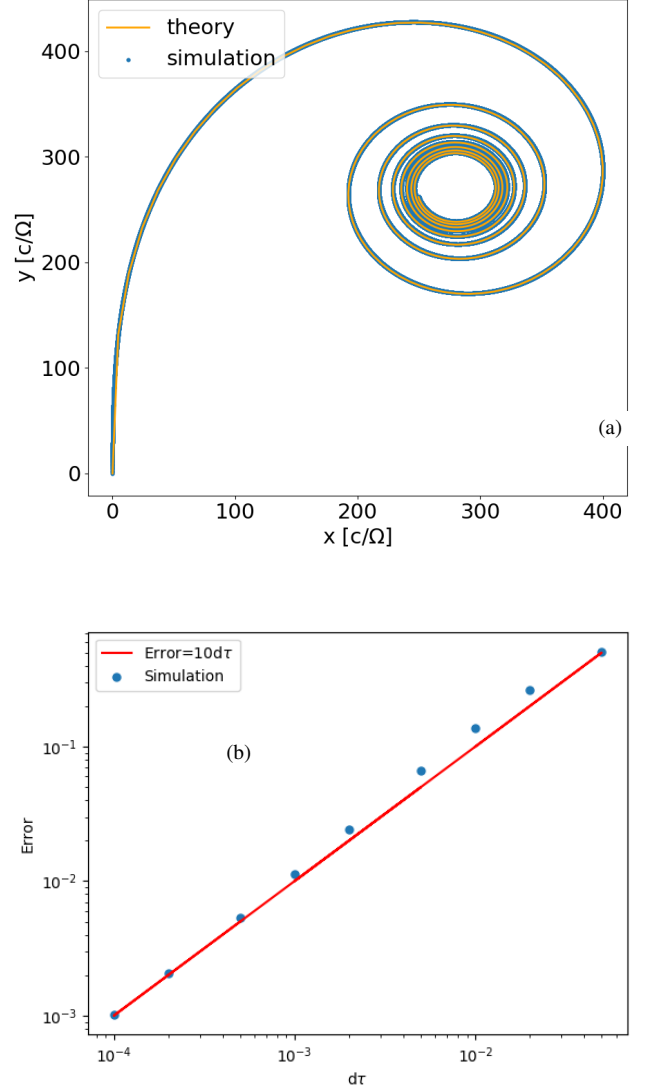 theory
simulation
400
300
200
100
0
y [c/Ω]
(a)
0 100 200 300 400
x [c/Ω]
Error=10dτ
Simulation
(b)
10⁻¹
10⁻²
10⁻³
Error
10⁻⁴ 10⁻³ 10⁻²
dτ